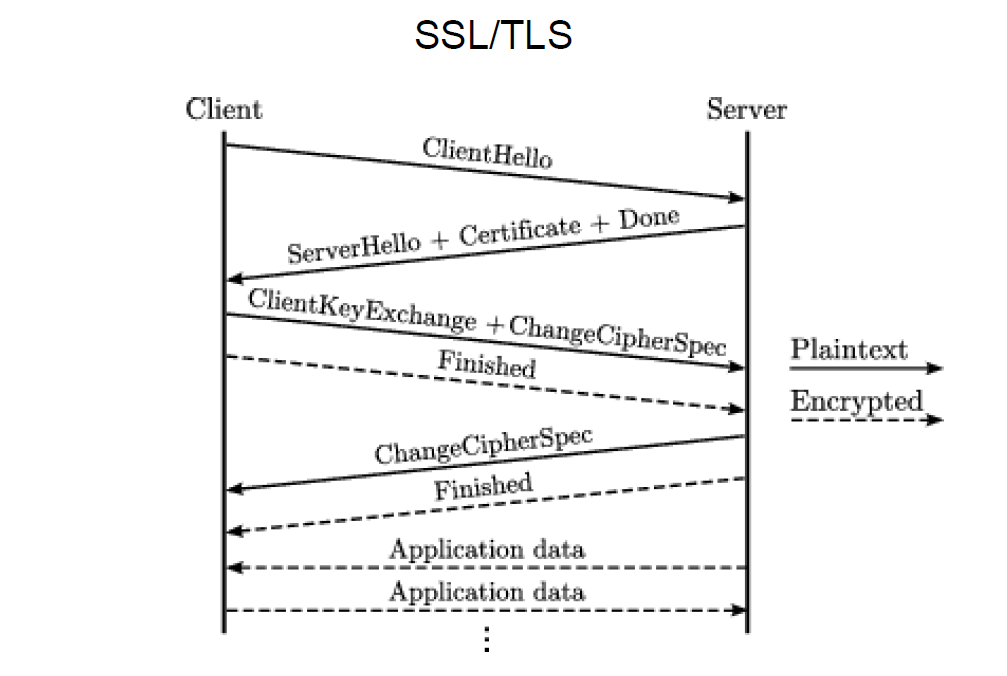 SSL/TLS
Client
Server
ClientHello
ServerHello + Certificate + Done
ClientKeyExchange +ChangeCipherSpec
Finished
Plaintext
Encrypted
ChangeCipherSpec
Finished
Application data
Application data
⋮